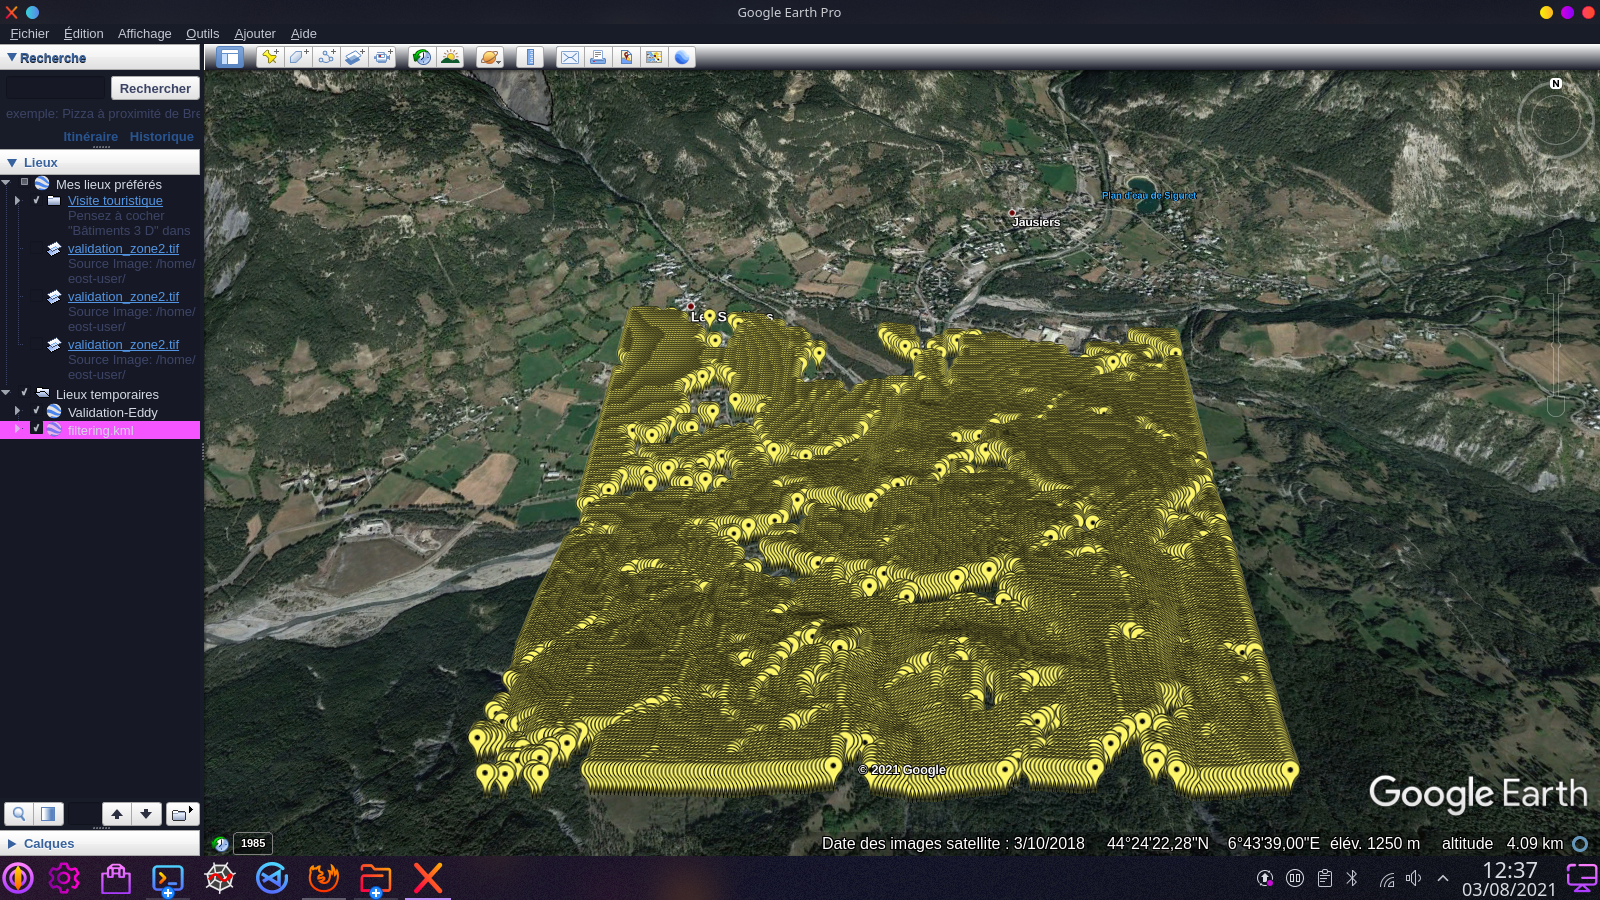 Google Earth Pro
Fichier Édition Affichage Outils Ajouter Aide
Recherche
Rechercher
exemple: Pizza à proximité de Bre
Itinéraire Historique
Lieux
Mes lieux préférés
Visite touristique
Pensez à cocher
"Bâtiments 3 D" dans
validation_zone2.tif
Source Image: /home/
eost-user/
validation_zone2.tif
Source Image: /home/
eost-user/
validation_zone2.tif
Source Image: /home/
eost-user/
Lieux temporaires
Validation-Eddy
filtering.kml
Calques
N
Plan d'eau de Siguret
Jausiers
© 2021 Google
Google Earth
1985
Date des images satellite : 3/10/2018 44°24'22,28"N 6°43'39,00"E élév. 1250 m altitude 4.09 km
12:37
03/08/2021